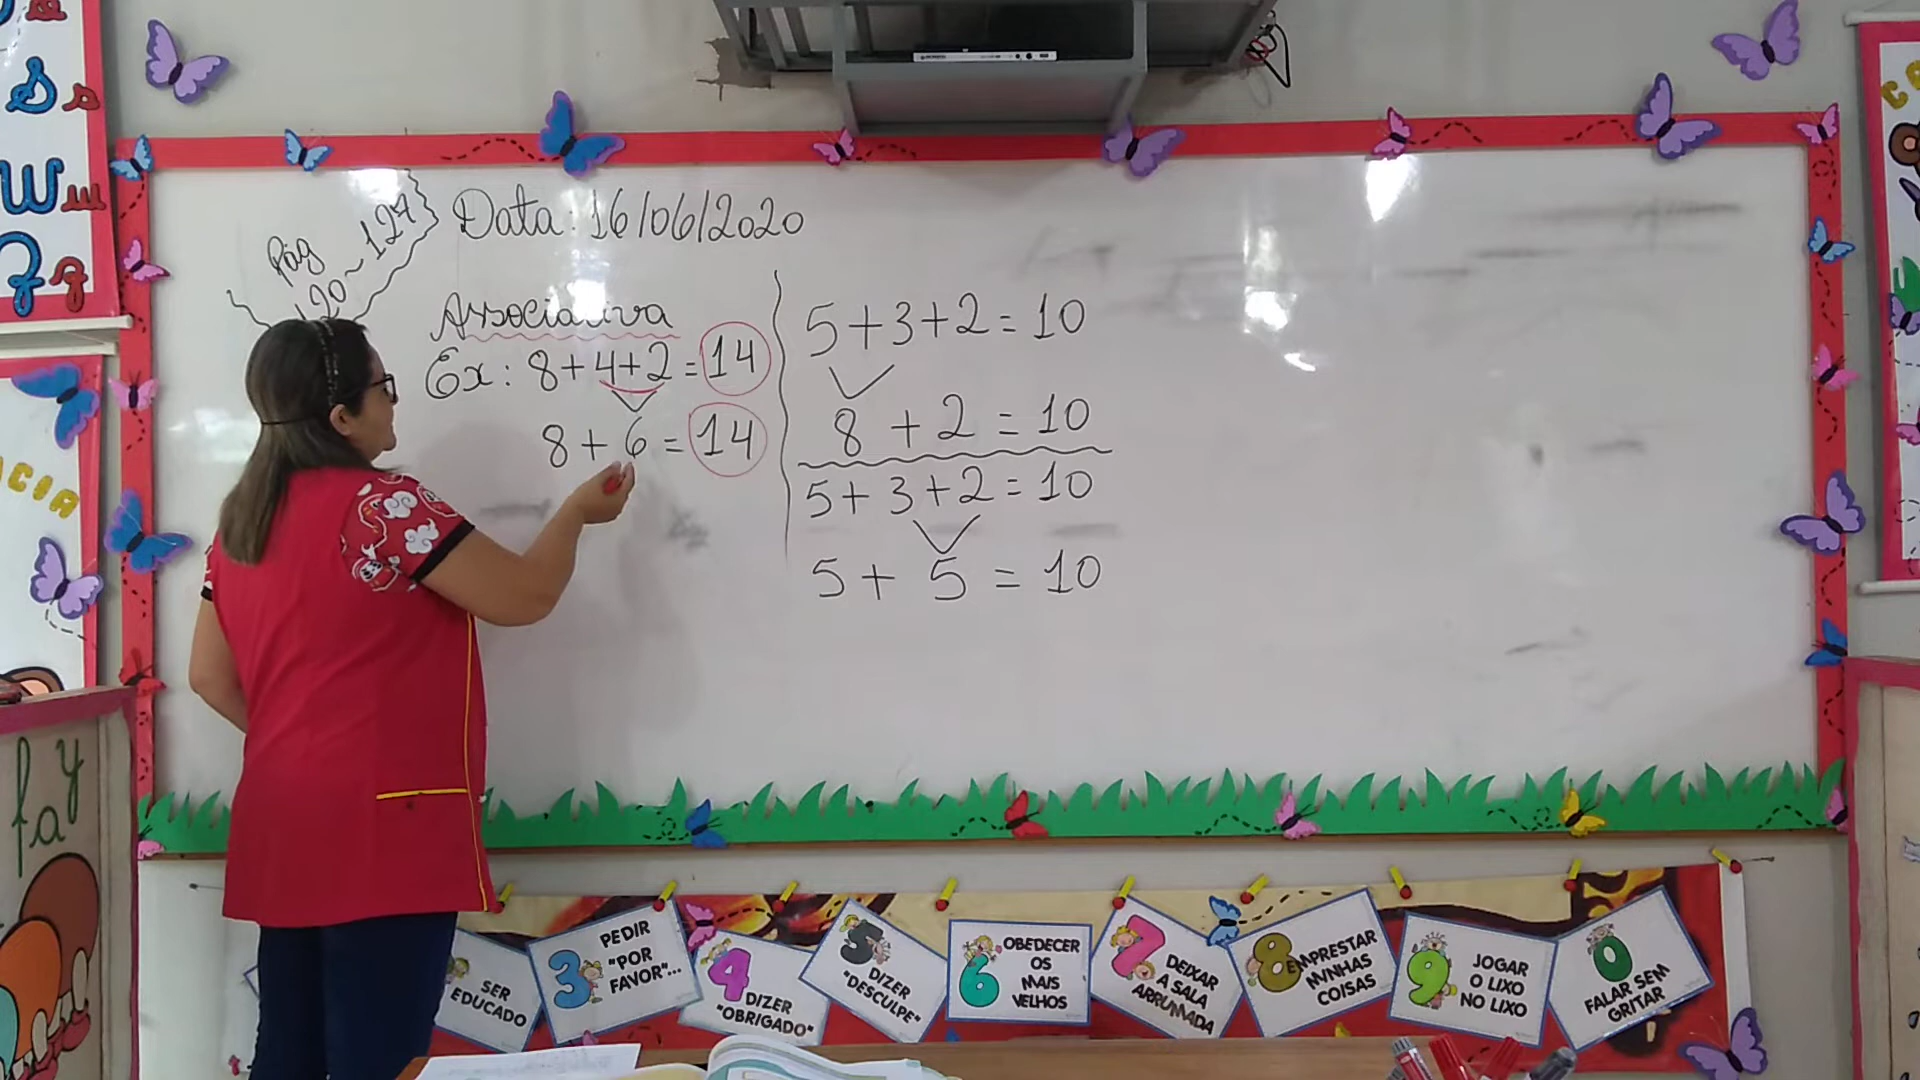 Data: 16/06/2020
Pág
120 ~ 127
Associativa
Ex: 8+4+2=14
8+6=14
5+3+2=10
8+2=10
5+3+2=10
5+5=10
S s
W w
Z z
CIA
f a y
SER
EDUCADO
3 PEDIR
"POR
FAVOR"...
4 DIZER
"OBRIGADO"
5 DIZER
"DESCULPE"
6 OBEDECER
OS
MAIS
VELHOS
7 DEIXAR
A SALA
ARRUMADA
8 EMPRESTAR
MINHAS
COISAS
9 JOGAR
O LIXO
NO LIXO
0 FALAR SEM
GRITAR